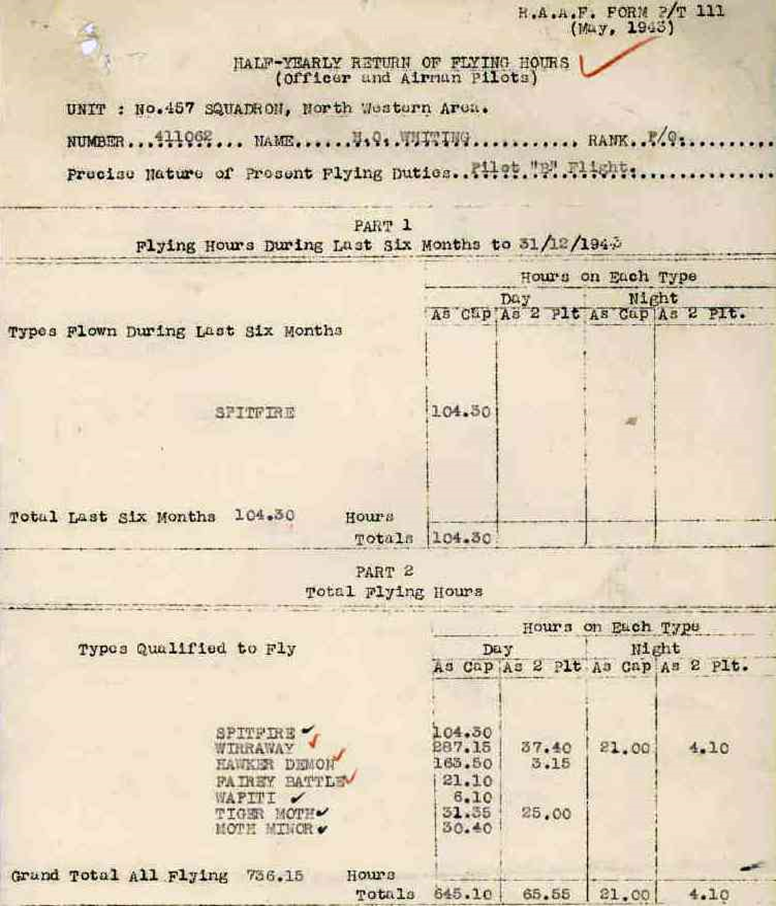 R.A.A.F. FORM P/T 111
(May, 1943)
HALF-YEARLY RETURN OF FLYING HOURS
(Officer and Airman Pilots)
UNIT : No.457 SQUADRON, North Western Area.
NUMBER...411062... NAME......N.O. WHITING........... RANK..F/O..........
Precise Nature of Present Flying Duties..Pilot "B" Flight...............
PART 1
Flying Hours During Last Six Months to 31/12/1943
Hours on Each Type
Day Night
Types Flown During Last Six Months As Cap As 2 Plt As Cap As 2 Plt.
SPITFIRE 104.30
Total Last Six Months 104.30 Hours
Totals 104.30
PART 2
Total Flying Hours
Hours on Each Type
Types Qualified to Fly Day Night
As Cap As 2 Plt As Cap As 2 Plt.
SPITFIRE 104.30
WIRRAWAY 287.15 37.40 21.00 4.10
HAWKER DEMON 163.50 3.15
FAIREY BATTLE 21.10
WAPITI 6.10
TIGER MOTH 31.35 25.00
MOTH MINOR 30.40
Grand Total All Flying 736.15 Hours
Totals 645.10 65.55 21.00 4.10